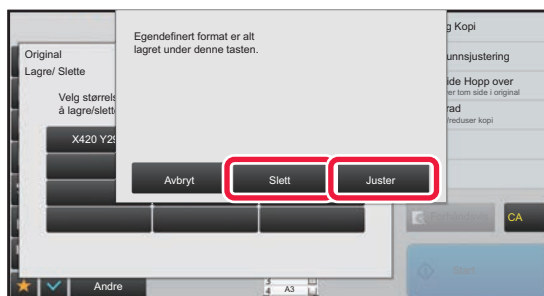 Egendefinert format er alt
lagret under denne tasten.
Avbryt
Slett
Juster
Original
Lagre/ Slette
Velg størrels
å lagre/slett
X420 Y29
Andre
A3
g Kopi
unnsjustering
ide Hopp over
er tom side i original
rad
/reduser kopi
CA
Start